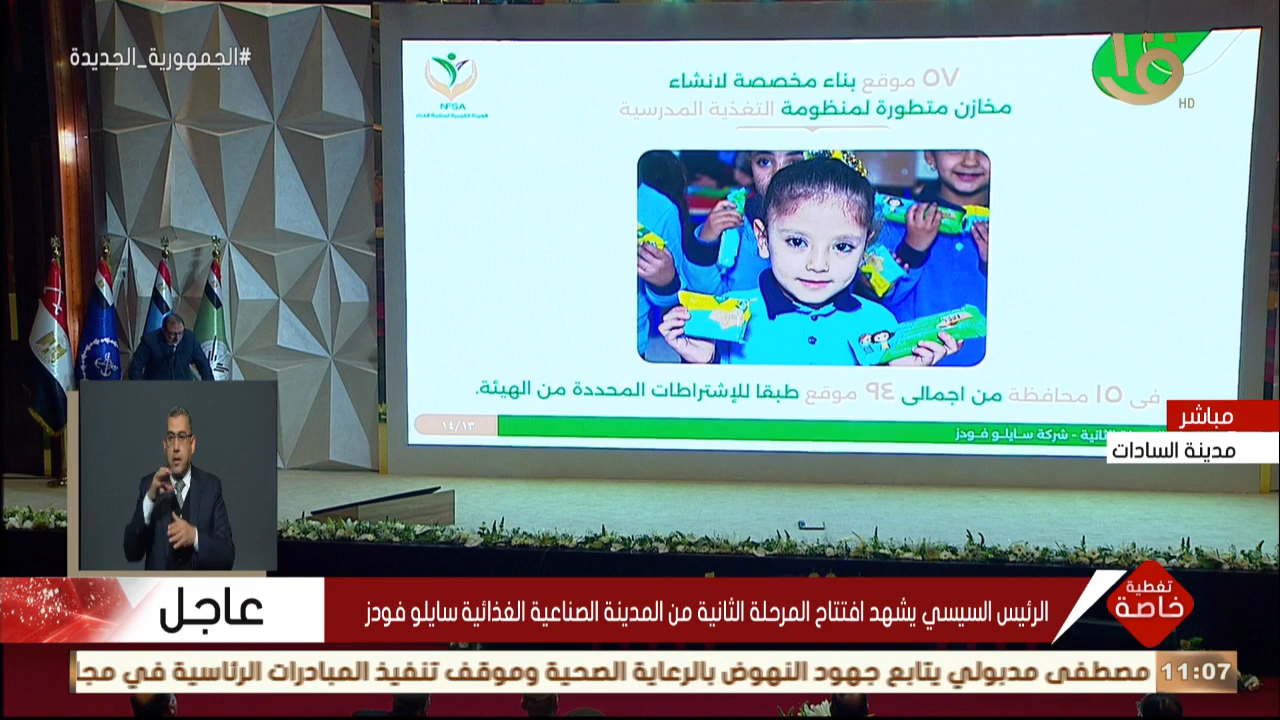 #الجمهورية_الجديدة
HD
NFSA
٥٧ موقع بناء مخصصة لانشاء
مخازن متطورة لمنظومة التغذية المدرسية
فى ١٥ محافظة من اجمالى ٩٤ موقع طبقا للإشتراطات المحددة من الهيئة.
الثانية - شركة سايلو فودز
١٤/١٣
مباشر
مدينة السادات
تغطية
خاصة
الرئيس السيسي يشهد افتتاح المرحلة الثانية من المدينة الصناعية الغذائية سايلو فودز
عاجل
11:07
مصطفى مدبولي يتابع جهود النهوض بالرعاية الصحية وموقف تنفيذ المبادرات الرئاسية في مجا